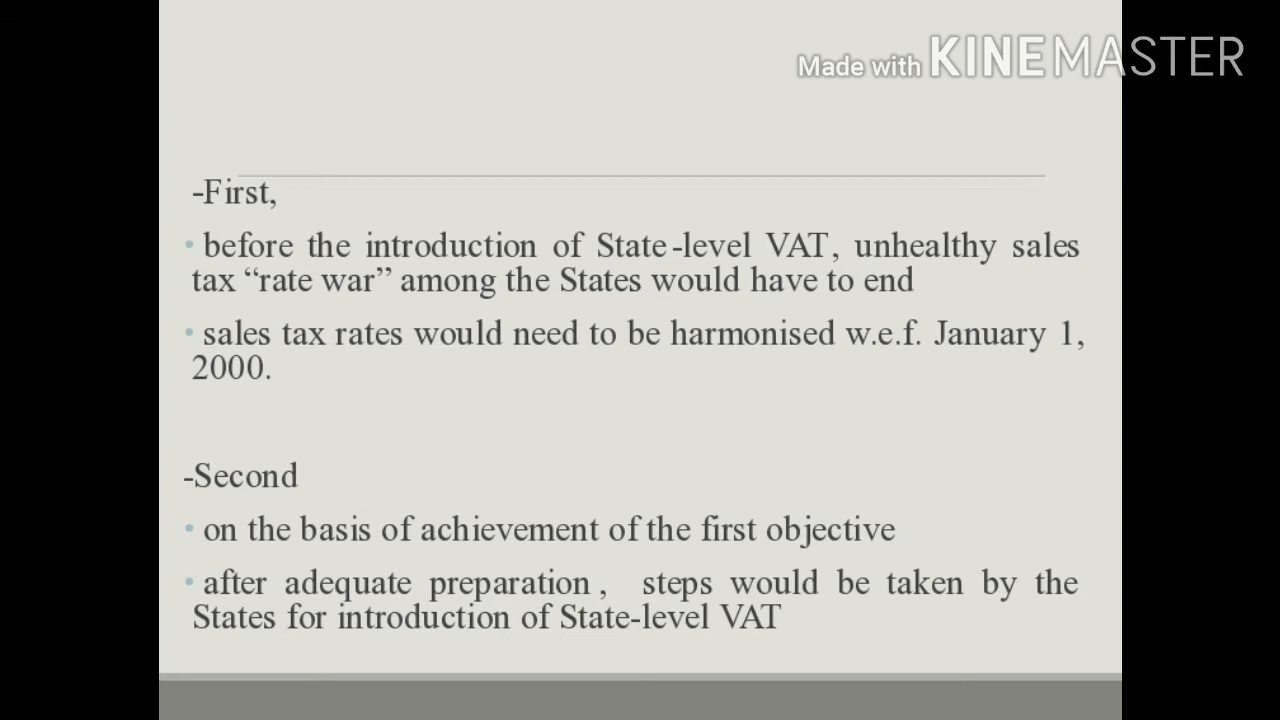 Made with KINEMASTER
-First,
• before the introduction of State-level VAT, unhealthy sales
tax “rate war” among the States would have to end
• sales tax rates would need to be harmonised w.e.f. January 1,
2000.
-Second
• on the basis of achievement of the first objective
• after adequate preparation, steps would be taken by the
States for introduction of State-level VAT